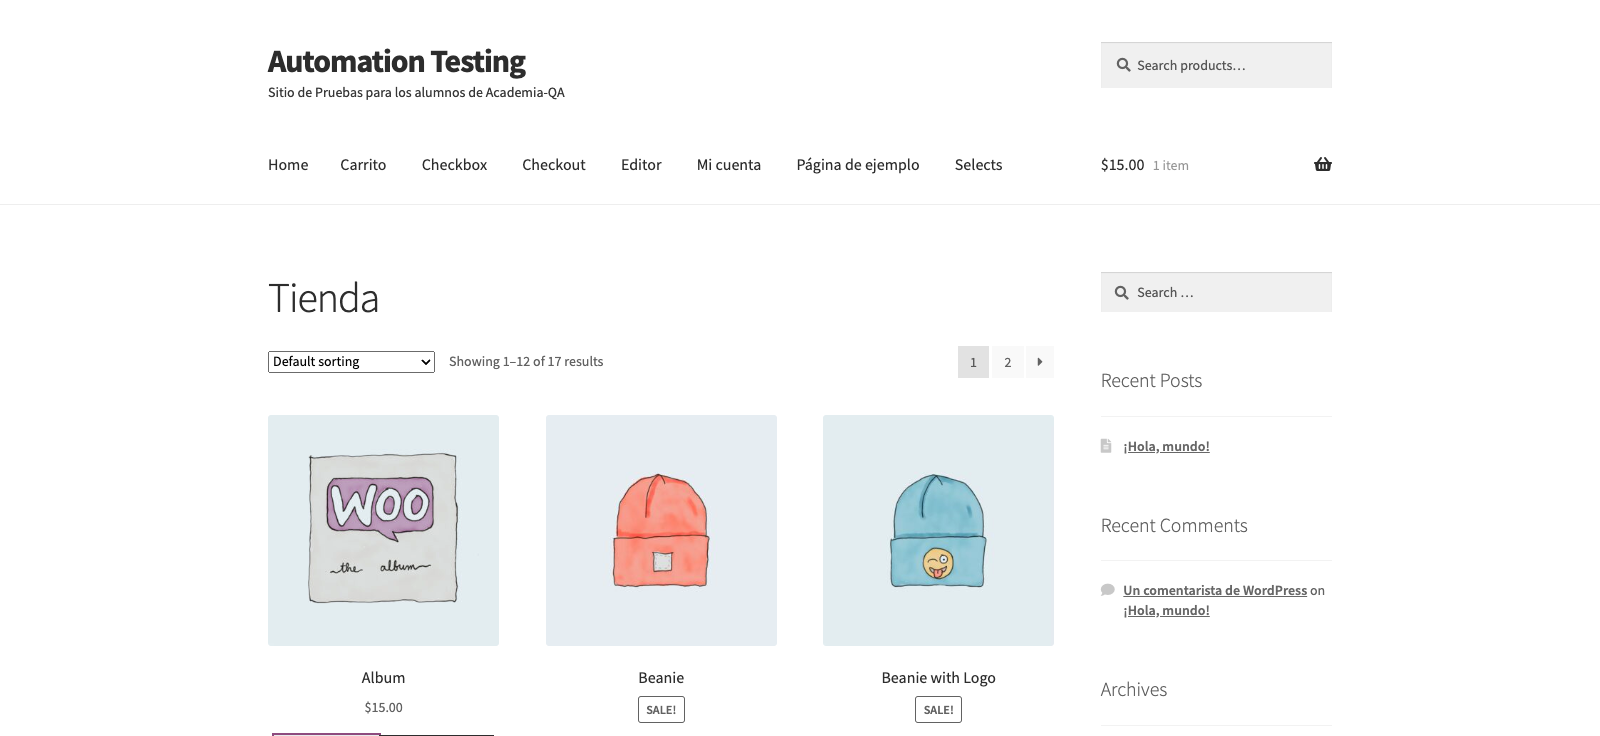 Automation Testing
Sitio de Pruebas para los alumnos de Academia-QA
Search products…
Home Carrito Checkbox Checkout Editor Mi cuenta Página de ejemplo Selects
$15.00 1 item
Tienda
Default sorting Showing 1–12 of 17 results
1 2
WOO
the album
Album
$15.00
Beanie
SALE!
Beanie with Logo
SALE!
Search …
Recent Posts
¡Hola, mundo!
Recent Comments
Un comentarista de WordPress on
¡Hola, mundo!
Archives